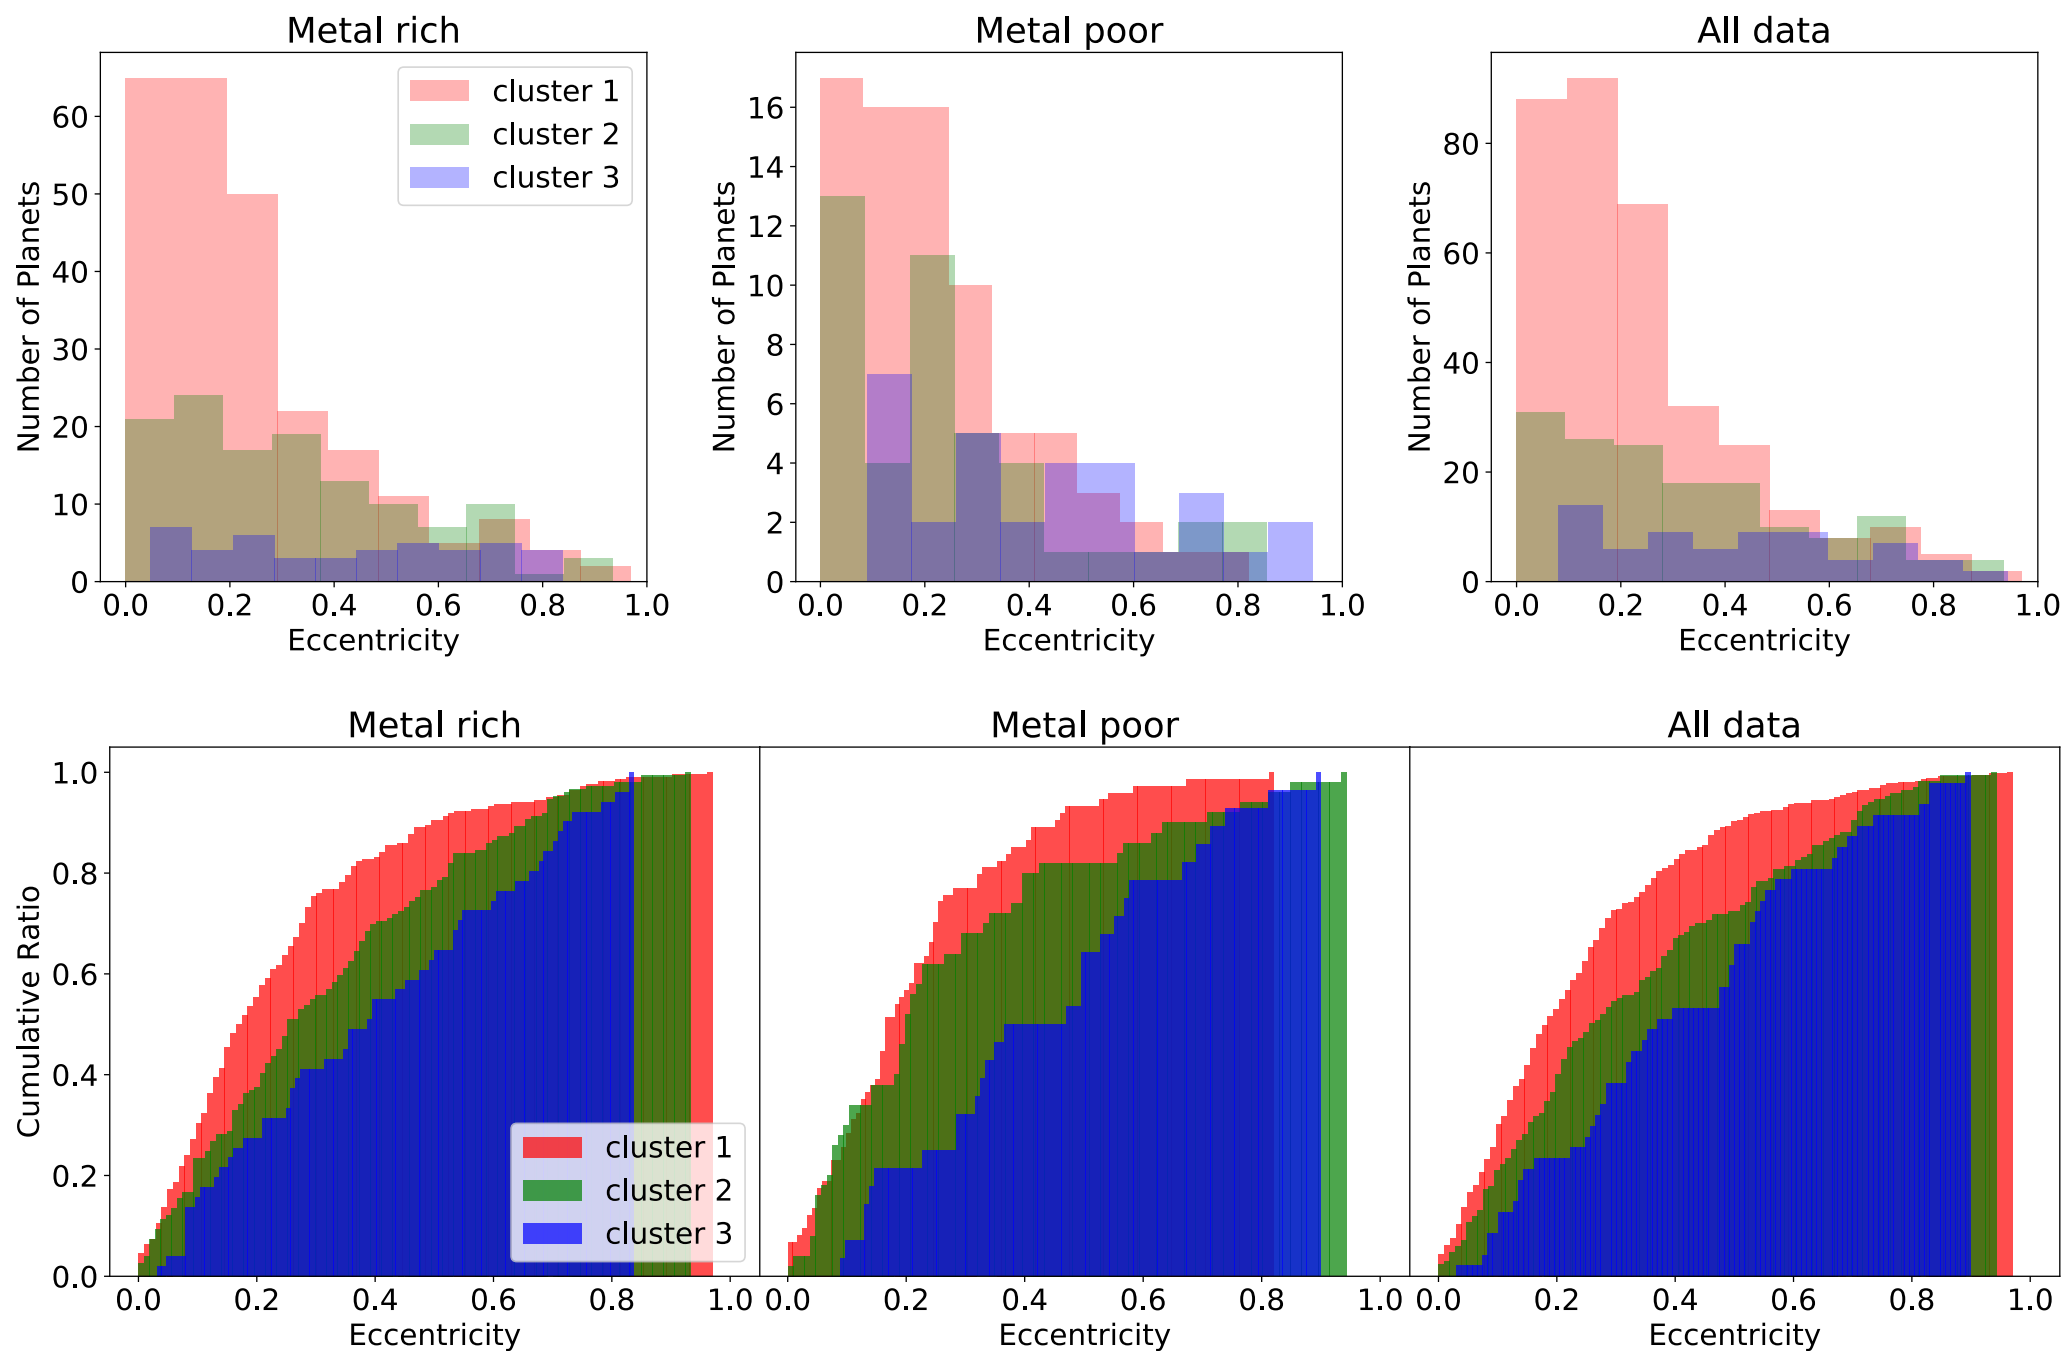 Metal rich
Metal poor
All data
Number of Planets
60
50
40
30
20
10
0
cluster 1
cluster 2
cluster 3
0.0 0.2 0.4 0.6 0.8 1.0
Eccentricity
Number of Planets
16
14
12
10
8
6
4
2
0
0.0 0.2 0.4 0.6 0.8 1.0
Eccentricity
Number of Planets
80
60
40
20
0
0.0 0.2 0.4 0.6 0.8 1.0
Eccentricity
Metal rich
Metal poor
All data
Cumulative Ratio
1.0
0.8
0.6
0.4
0.2
0.0
cluster 1
cluster 2
cluster 3
0.0 0.2 0.4 0.6 0.8 1.0
Eccentricity
0.0 0.2 0.4 0.6 0.8 1.0
Eccentricity
0.0 0.2 0.4 0.6 0.8 1.0
Eccentricity